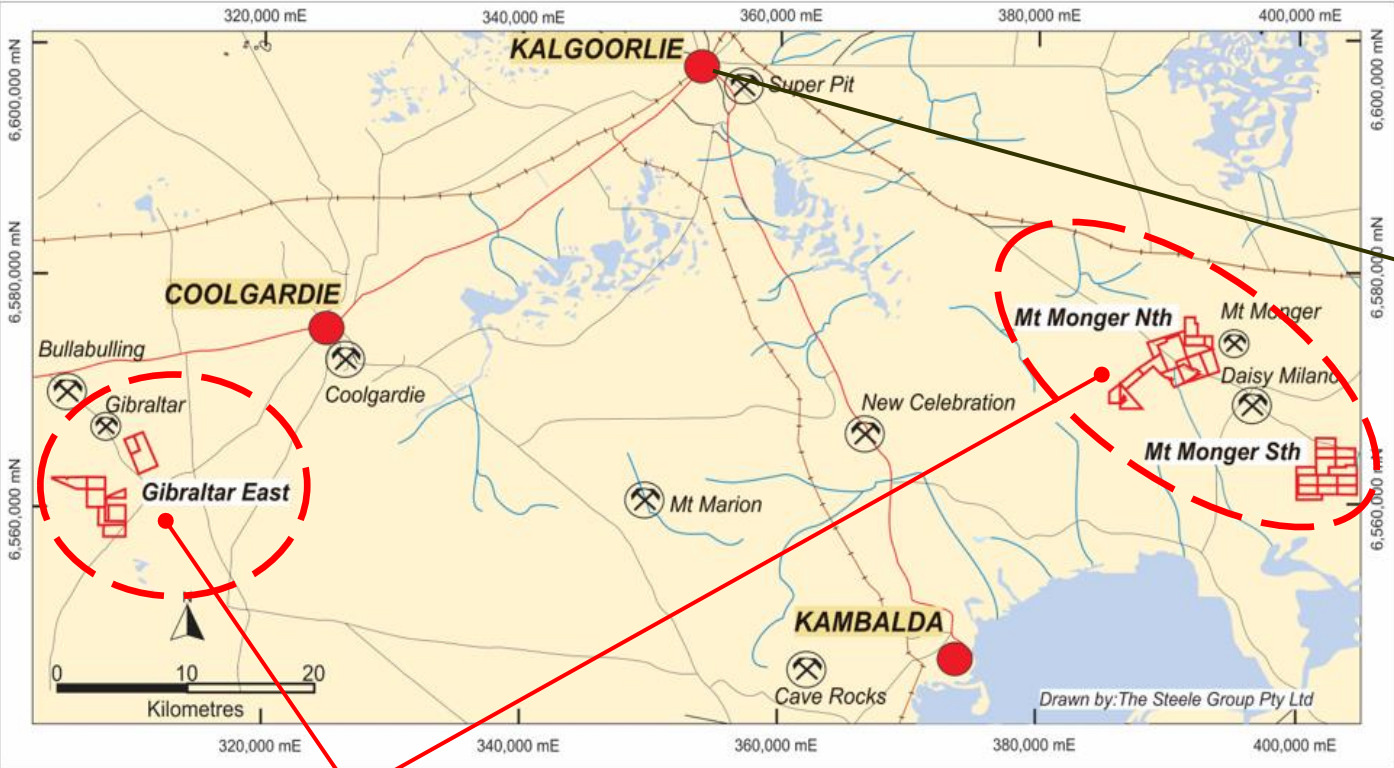 320,000 mE
340,000 mE
360,000 mE
380,000 mE
400,000 mE
6,600,000 mN
6,600,000 mN
KALGOORLIE
Super Pit
6,580,000 mN
6,580,000 mN
COOLGARDIE
Mt Monger Nth
Mt Monger
Bullabulling
Daisy Milano
Coolgardie
Gibraltar
New Celebration
Mt Monger Sth
Gibraltar East
Mt Marion
6,560,000 mN
6,560,000 mN
KAMBALDA
0 10 20
Kilometres
Cave Rocks
Drawn by:The Steele Group Pty Ltd
320,000 mE
340,000 mE
360,000 mE
380,000 mE
400,000 mE